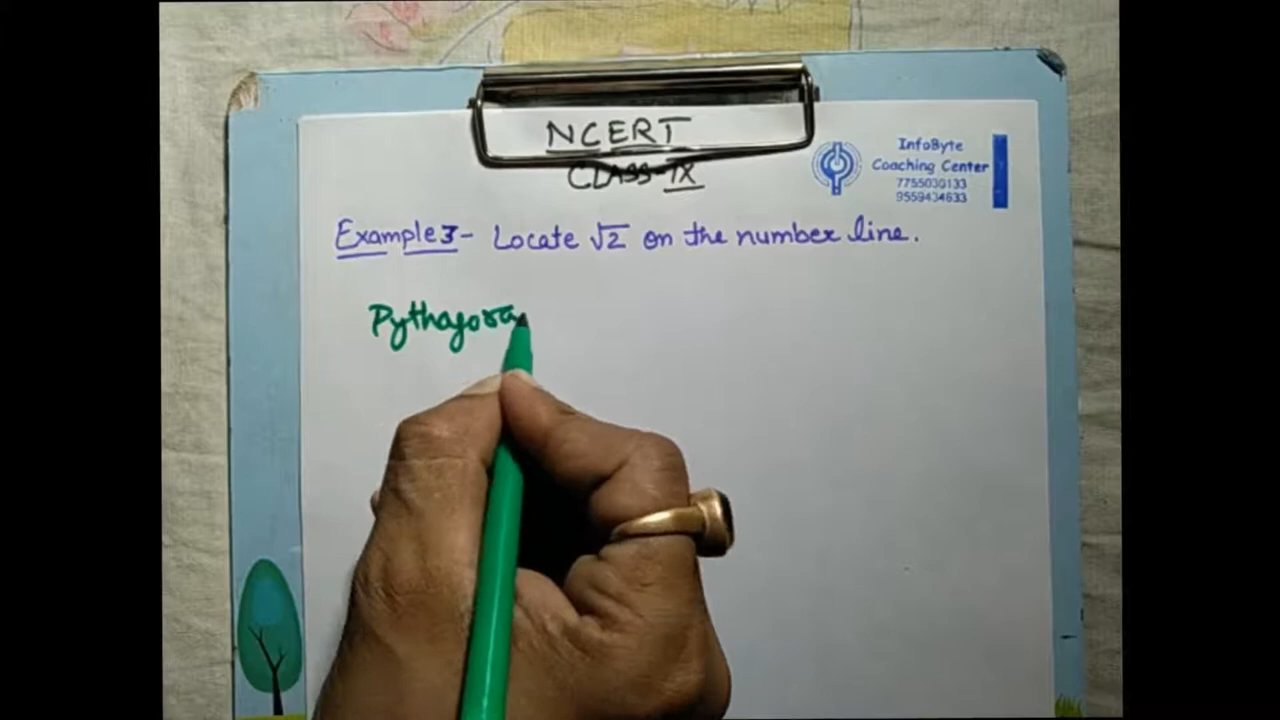 NCERT
CLASS-IX
InfoByte
Coaching Center
7755030133
9559434633
Example 3- Locate √2 on the number line.
Pythagora